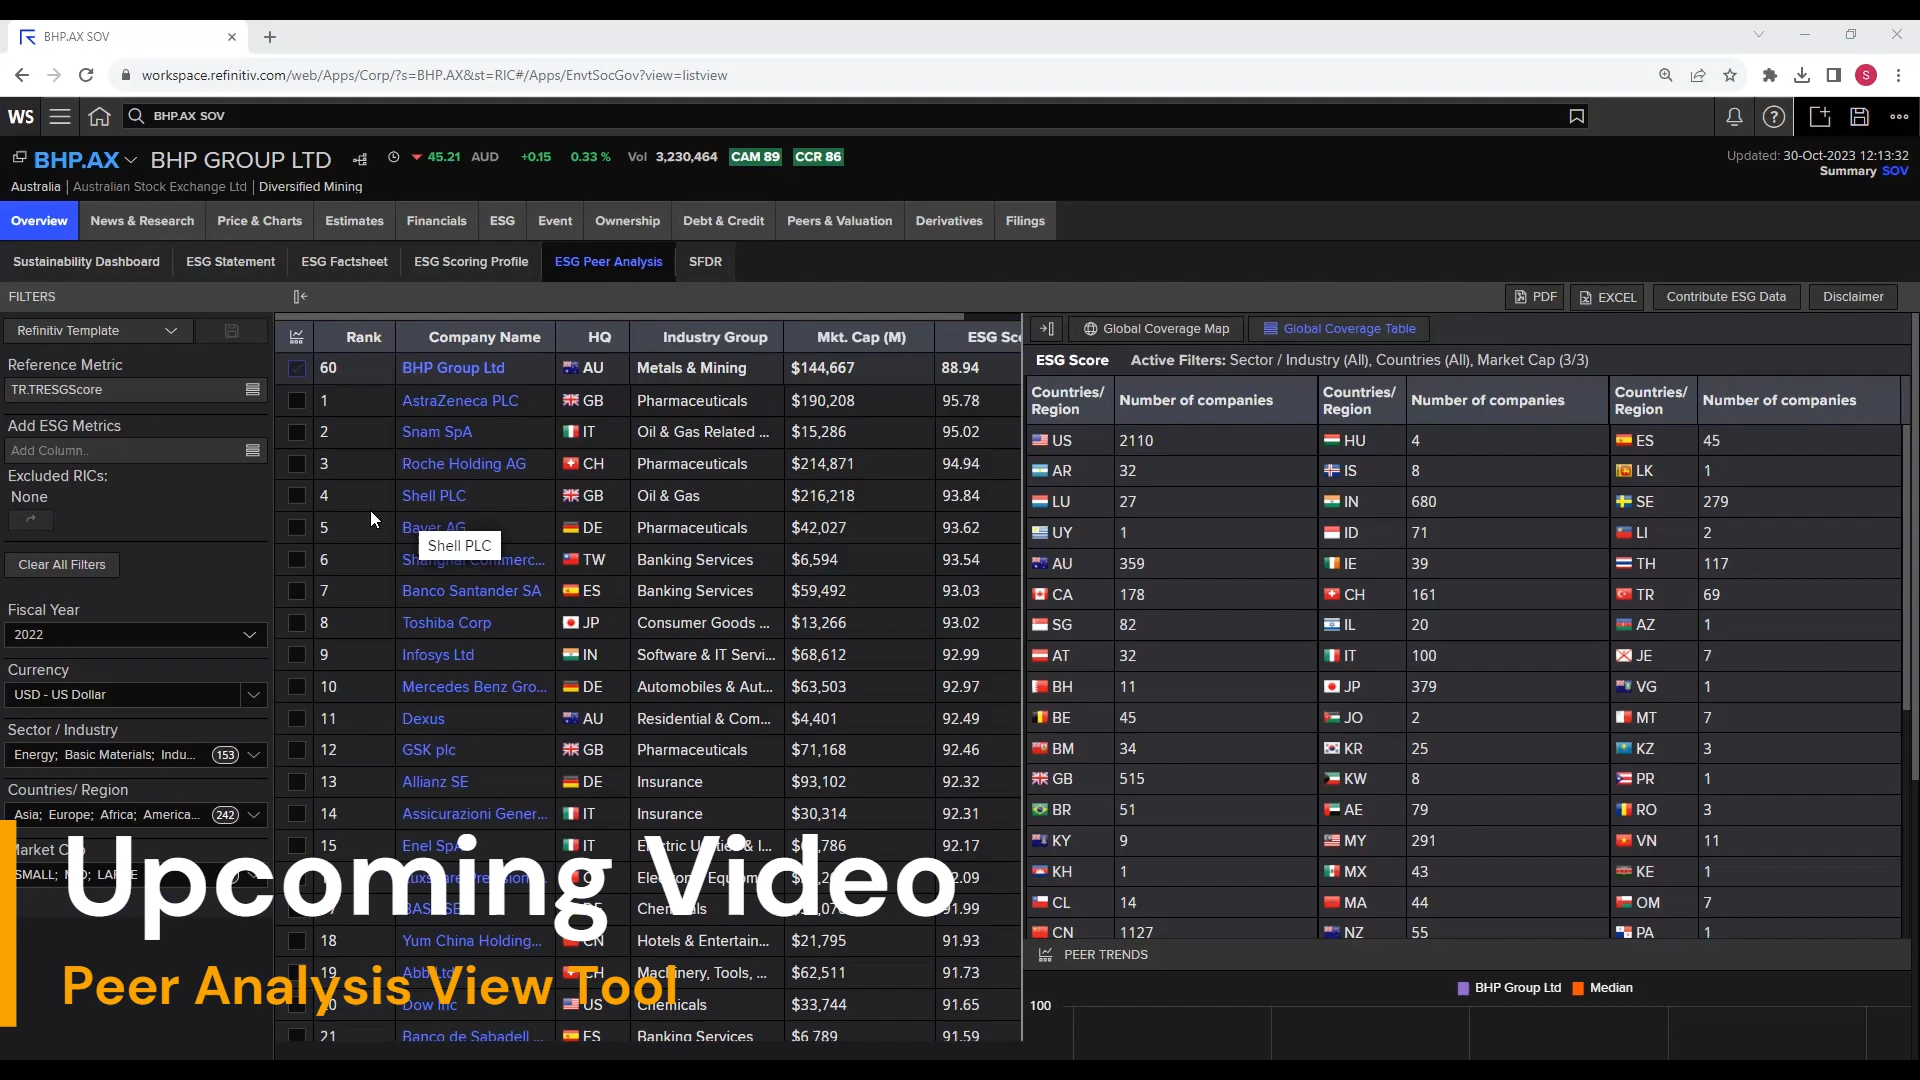 BHP.AX SOV
workspace.refinitiv.com/web/Apps/Corp/?s=BHP.AX&st=RIC#/Apps/EnvtSocGov?view=listview
S
WS
BHP.AX SOV
BHP.AX BHP GROUP LTD 45.21 AUD +0.15 0.33 % Vol 3,230,464 CAM 89 CCR 86
Updated: 30-Oct-2023 12:13:32
Summary SOV
Australia | Australian Stock Exchange Ltd | Diversified Mining
Overview News & Research Price & Charts Estimates Financials ESG Event Ownership Debt & Credit Peers & Valuation Derivatives Filings
Sustainability Dashboard ESG Statement ESG Factsheet ESG Scoring Profile ESG Peer Analysis SFDR
FILTERS
PDF EXCEL Contribute ESG Data Disclaimer
Refinitiv Template
Reference Metric
TR.TRESGScore
Add ESG Metrics
Add Column..
Excluded RICs:
None
Clear All Filters
Fiscal Year
2022
Currency
USD - US Dollar
Sector / Industry
Energy; Basic Materials; Indu... 153
Countries/ Region
Asia; Europe; Africa; America... 242
Rank Company Name HQ Industry Group Mkt. Cap (M) ESG Sc
60 BHP Group Ltd AU Metals & Mining $144,667 88.94
1 AstraZeneca PLC GB Pharmaceuticals $190,208 95.78
2 Snam SpA IT Oil & Gas Related ... $15,286 95.02
3 Roche Holding AG CH Pharmaceuticals $214,871 94.94
4 Shell PLC GB Oil & Gas $216,218 93.84
5 Bayer AG DE Pharmaceuticals $42,027 93.62
Shell PLC
6 Shanghai Commerc... TW Banking Services $6,594 93.54
7 Banco Santander SA ES Banking Services $59,492 93.03
8 Toshiba Corp JP Consumer Goods ... $13,266 93.02
9 Infosys Ltd IN Software & IT Servi... $68,612 92.99
10 Mercedes Benz Gro... DE Automobiles & Aut... $63,503 92.97
11 Dexus AU Residential & Com... $4,401 92.49
12 GSK plc GB Pharmaceuticals $71,168 92.46
13 Allianz SE DE Insurance $93,102 92.32
14 Assicurazioni Gener... IT Insurance $30,314 92.31
15 Enel SpA IT 92.17
18 Yum China Holding... CN Hotels & Entertain... $21,795 91.93
19 Abb Ltd CH Machinery, Tools, ... $62,511 91.73
20 Dow Inc US Chemicals $33,744 91.65
21 Banco de Sabadell ... ES Banking Services $6,789 91.59
Global Coverage Map Global Coverage Table
ESG Score Active Filters: Sector / Industry (All), Countries (All), Market Cap (3/3)
Countries/ Region Number of companies Countries/ Region Number of companies Countries/ Region Number of companies
US 2110 HU 4 ES 45
AR 32 IS 8 LK 1
LU 27 IN 680 SE 279
UY 1 ID 71 LI 2
AU 359 IE 39 TH 117
CA 178 CH 161 TR 69
SG 82 IL 20 AZ 1
AT 32 IT 100 JE 7
BH 11 JP 379 VG 1
BE 45 JO 2 MT 7
BM 34 KR 25 KZ 3
GB 515 KW 8 PR 1
BR 51 AE 79 RO 3
KY 9 MY 291 VN 11
KH 1 MX 43 KE 1
CL 14 MA 44 OM 7
CN 1127 NZ 55 PA 1
PEER TRENDS
BHP Group Ltd Median
100
Upcoming Video
Peer Analysis View Tool